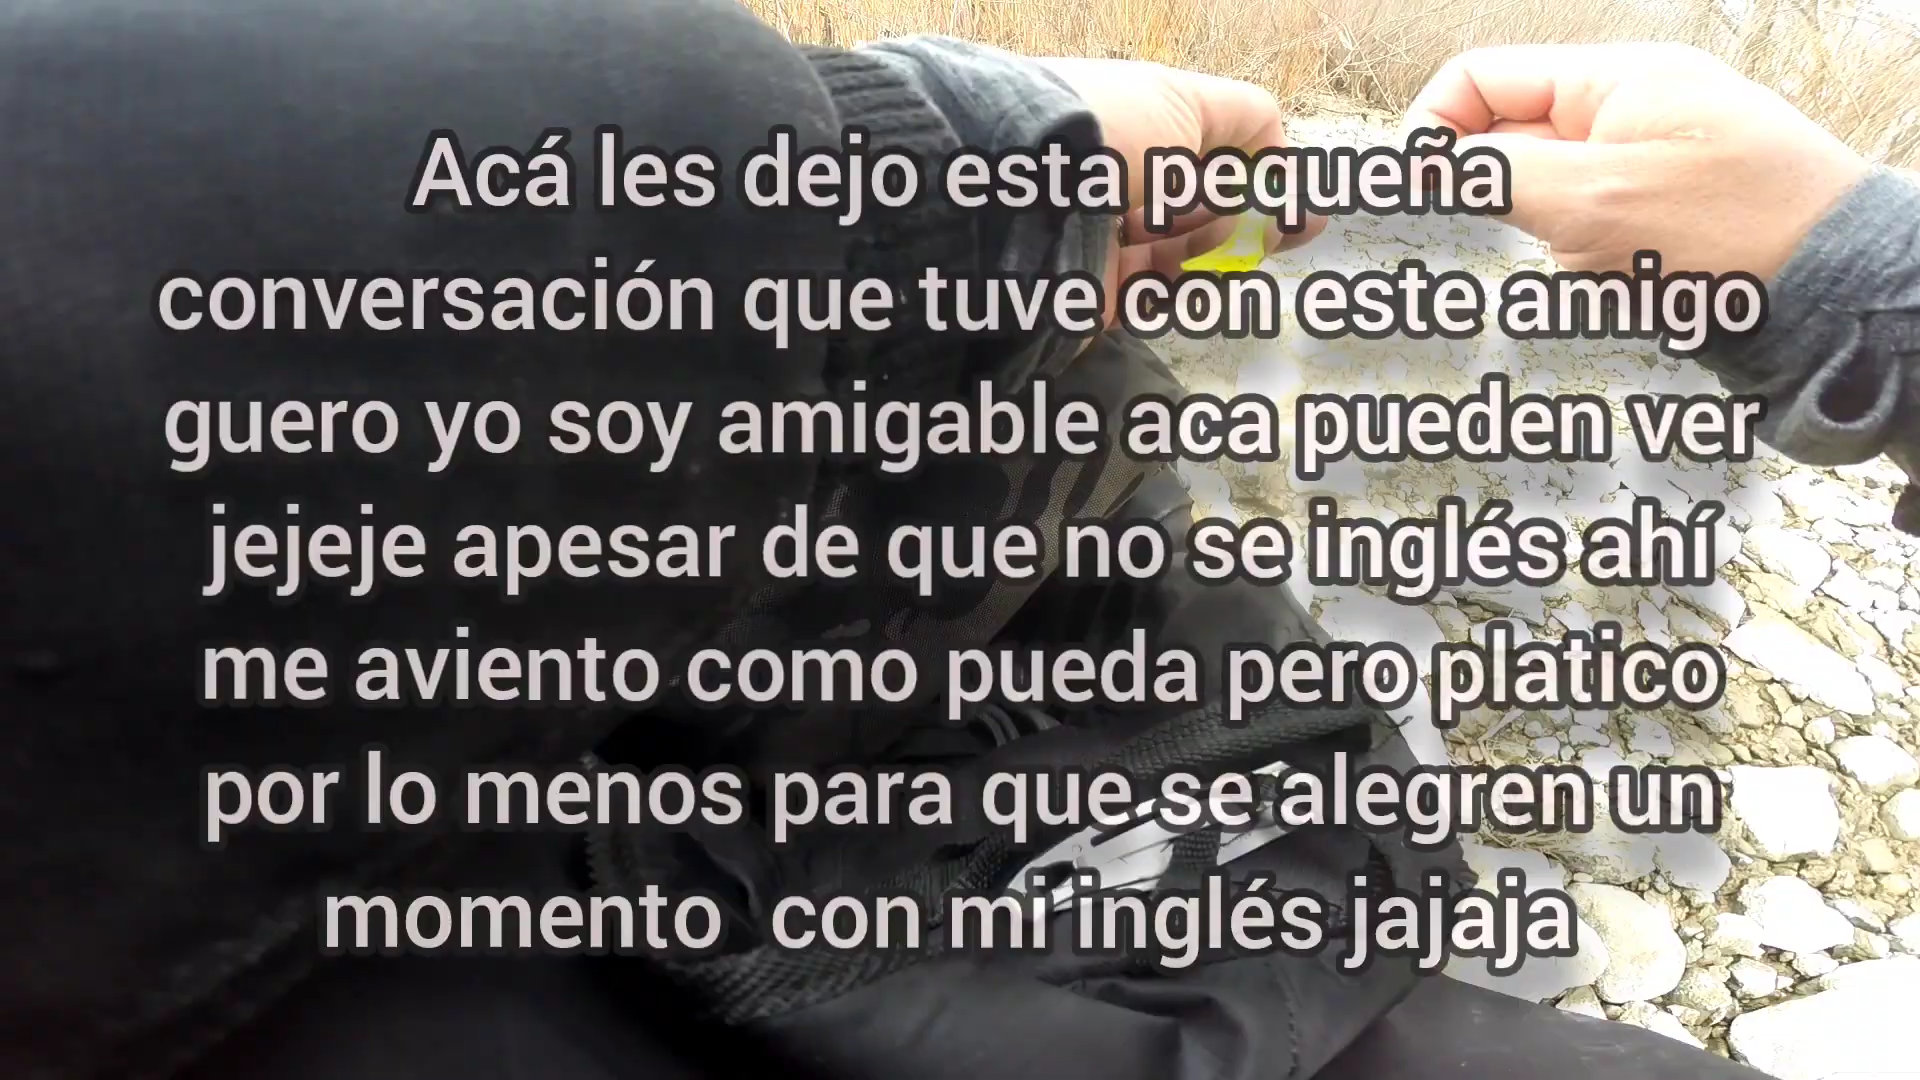 Acá les dejo esta pequeña
conversación que tuve con este amigo
guero yo soy amigable aca pueden ver
jejeje apesar de que no se inglés ahí
me aviento como pueda pero platico
por lo menos para que se alegren un
momento con mi inglés jajaja